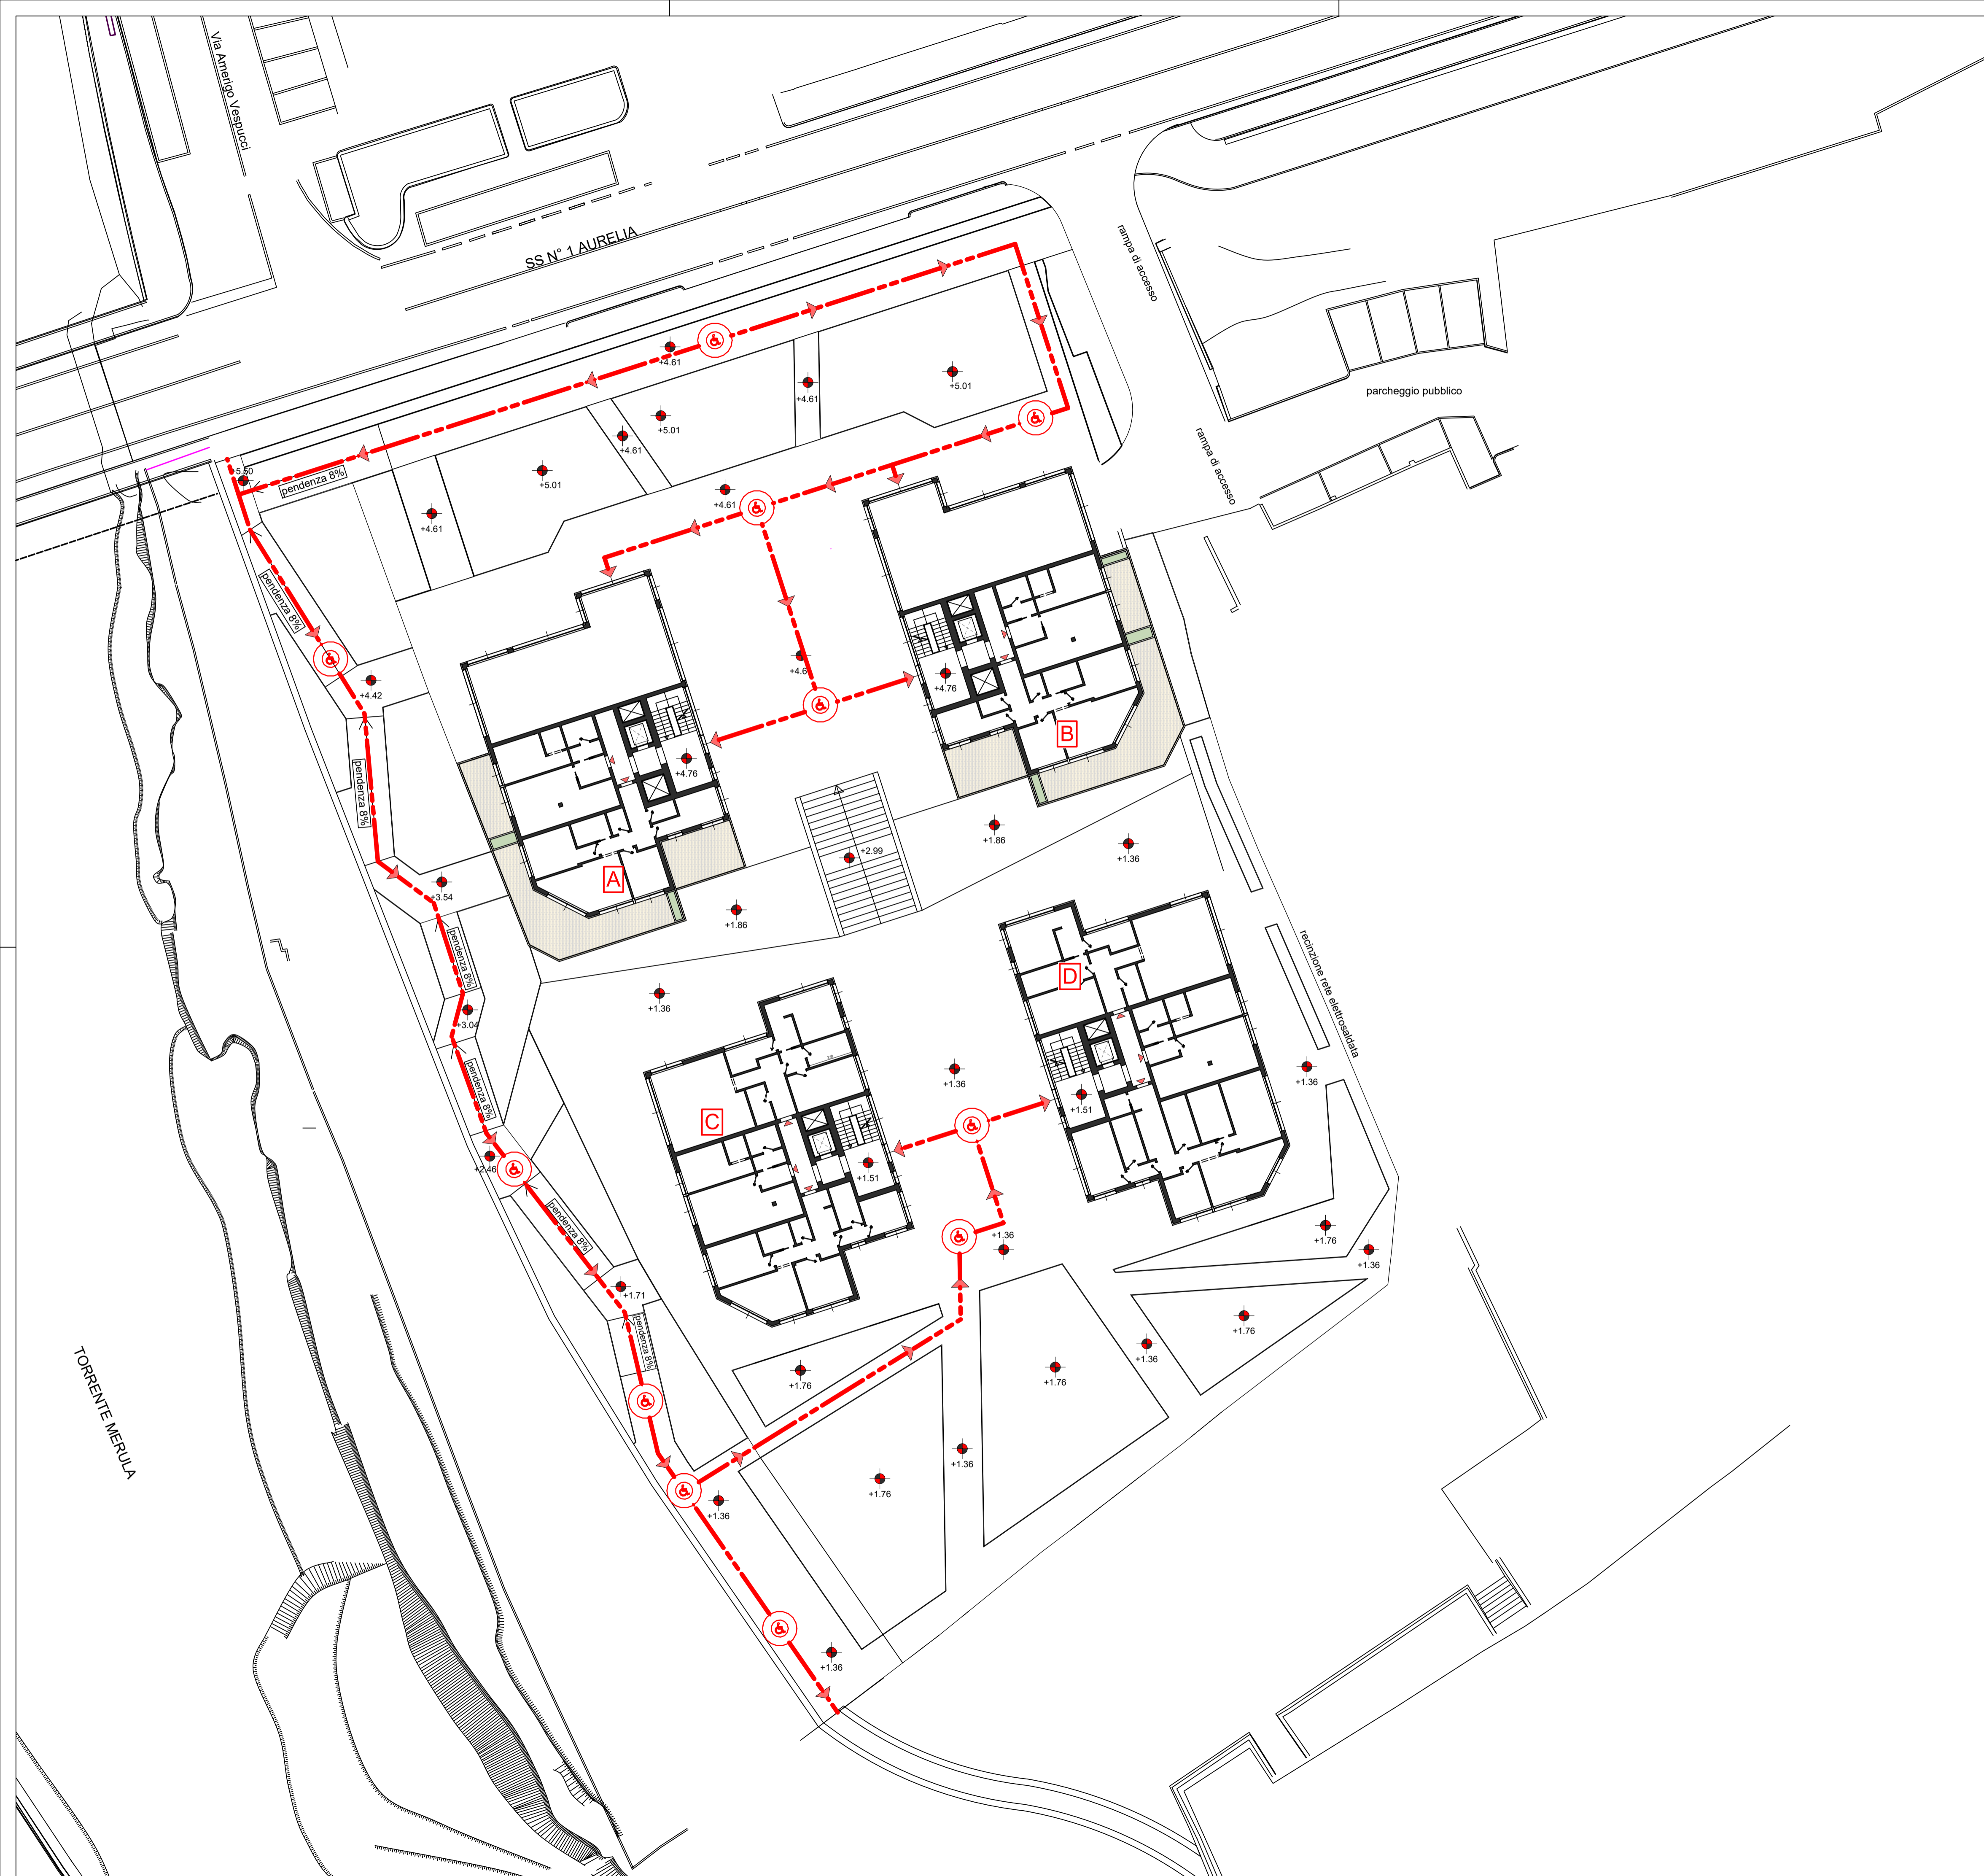 Via Amerigo Vespucci
SS N° 1 AURELIA
rampa di accesso
+4.61
+5.01
+4.61
parcheggio pubblico
+5.01
+4.61
rampa di accesso
+5.50
pendenza 8%
+5.01
+4.61
+4.61
pendenza 8%
+4.6
+4.42
+4.76
B
+4.76
pendenza 8%
+1.86
+1.36
+2.99
A
+3.54
+1.86
pendenza 8%
D
recinzione rete elettrosaldata
+1.36
+3.04
+1.36
+1.36
pendenza 8%
+1.51
C
+2.46
+1.51
pendenza 8%
+1.36
+1.76
+1.36
+1.71
+1.76
pendenza 8%
+1.36
+1.76
+1.76
TORRENTE MERULA
+1.36
+1.76
+1.36
+1.36